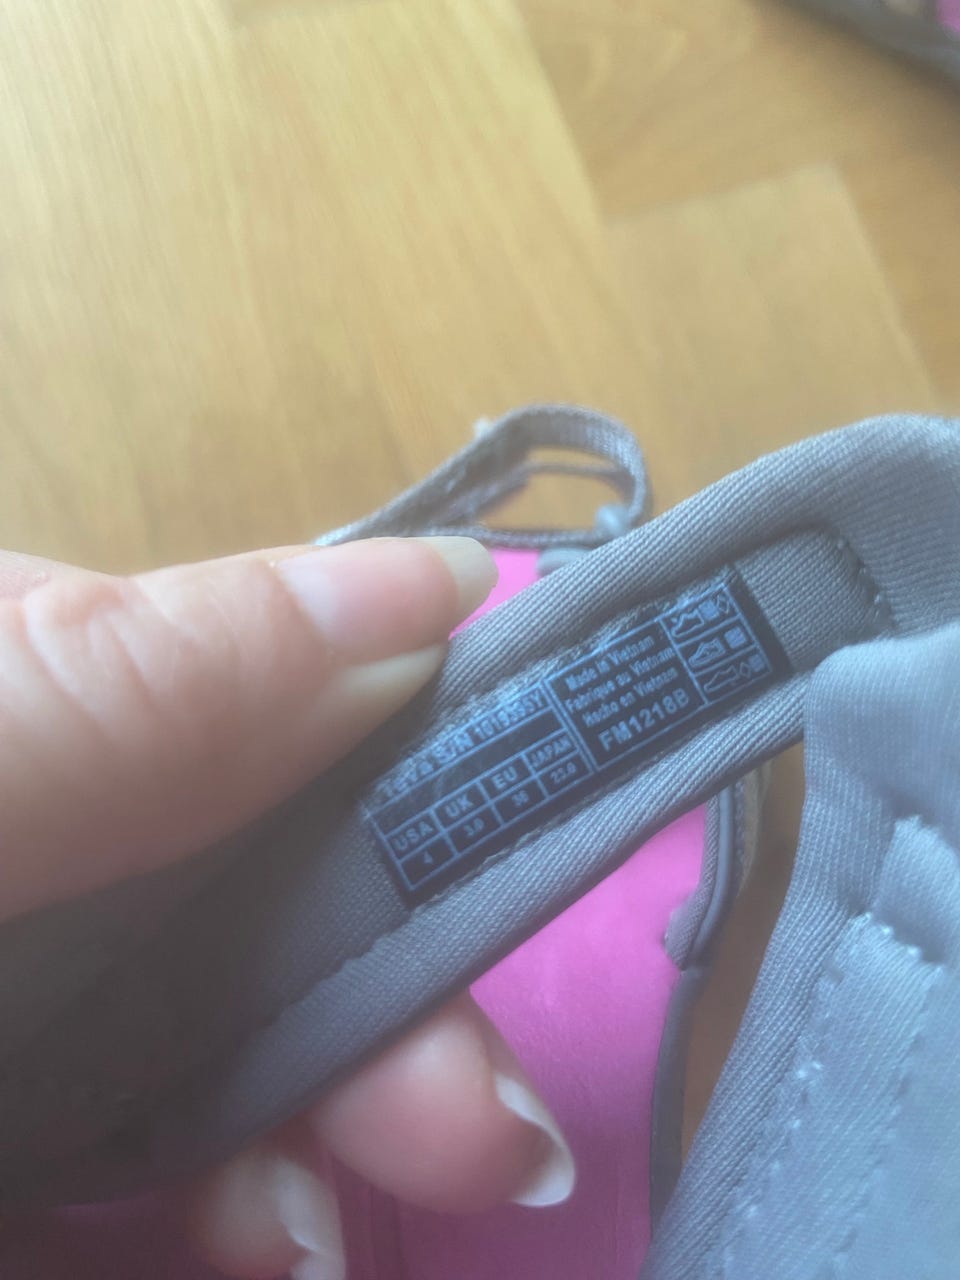 Teva S/N
USA UK EU JAPAN
4 3.0 36 23.0
Made in Vietnam
Fabriqué au Vietnam
Hecho en Vietnam
FM1218B